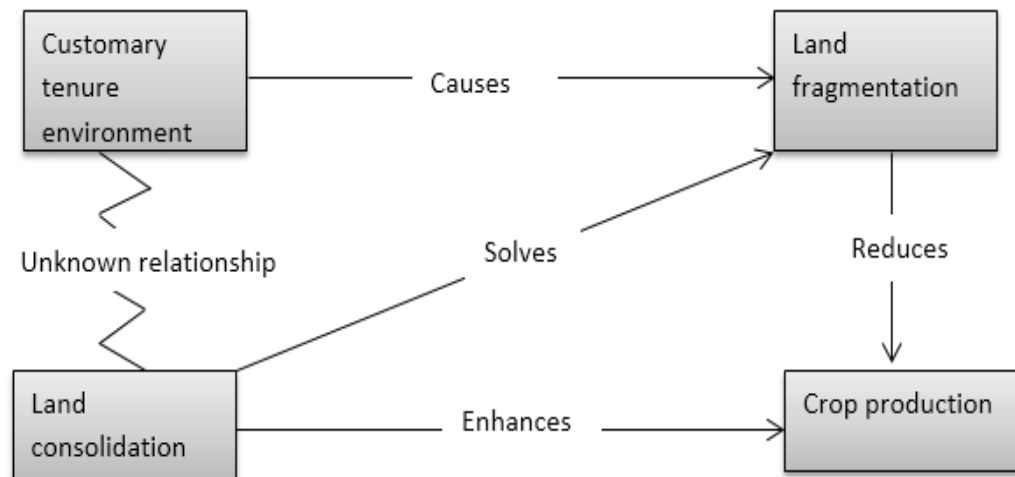 Customary
tenure
environment
Causes
Land
fragmentation
Unknown relationship
Solves
Reduces
Land
consolidation
Enhances
Crop production